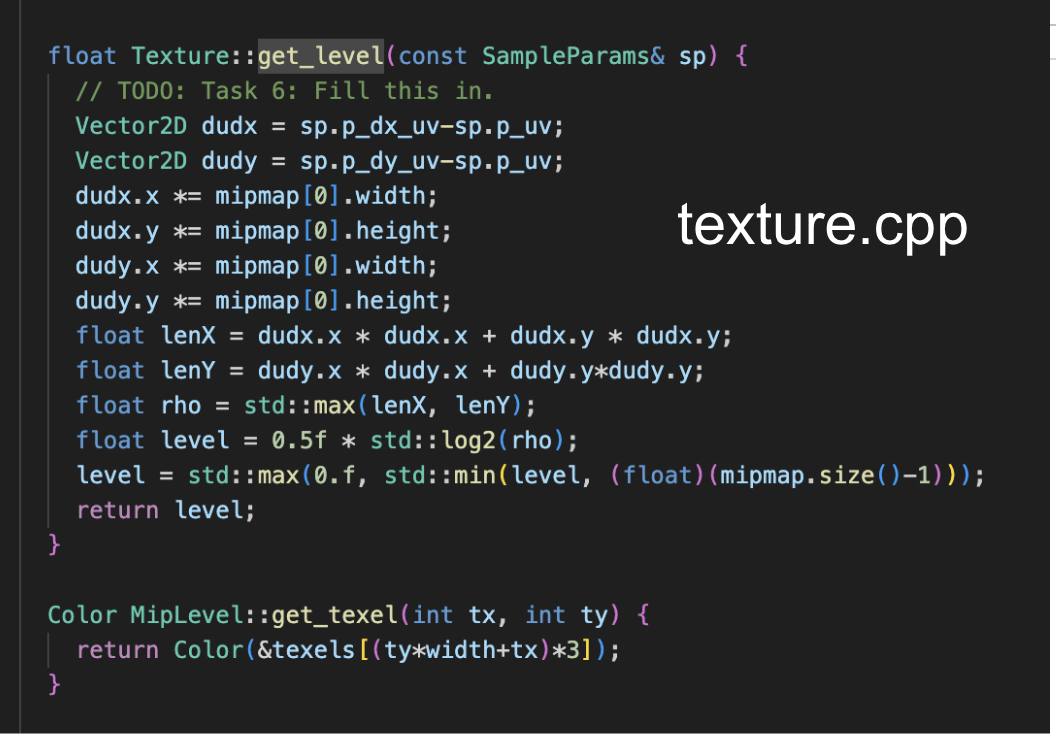 float Texture::get_level(const SampleParams& sp) {
// TODO: Task 6: Fill this in.
Vector2D dudx = sp.p_dx_uv-sp.p_uv;
Vector2D dudy = sp.p_dy_uv-sp.p_uv;
dudx.x *= mipmap[0].width;
dudx.y *= mipmap[0].height;
dudy.x *= mipmap[0].width;
dudy.y *= mipmap[0].height;
float lenX = dudx.x * dudx.x + dudx.y * dudx.y;
float lenY = dudy.x * dudy.x + dudy.y*dudy.y;
float rho = std::max(lenX, lenY);
float level = 0.5f * std::log2(rho);
level = std::max(0.f, std::min(level, (float)(mipmap.size()-1)));
return level;
}
Color MipLevel::get_texel(int tx, int ty) {
return Color(&texels[(ty*width+tx)*3]);
}
texture.cpp